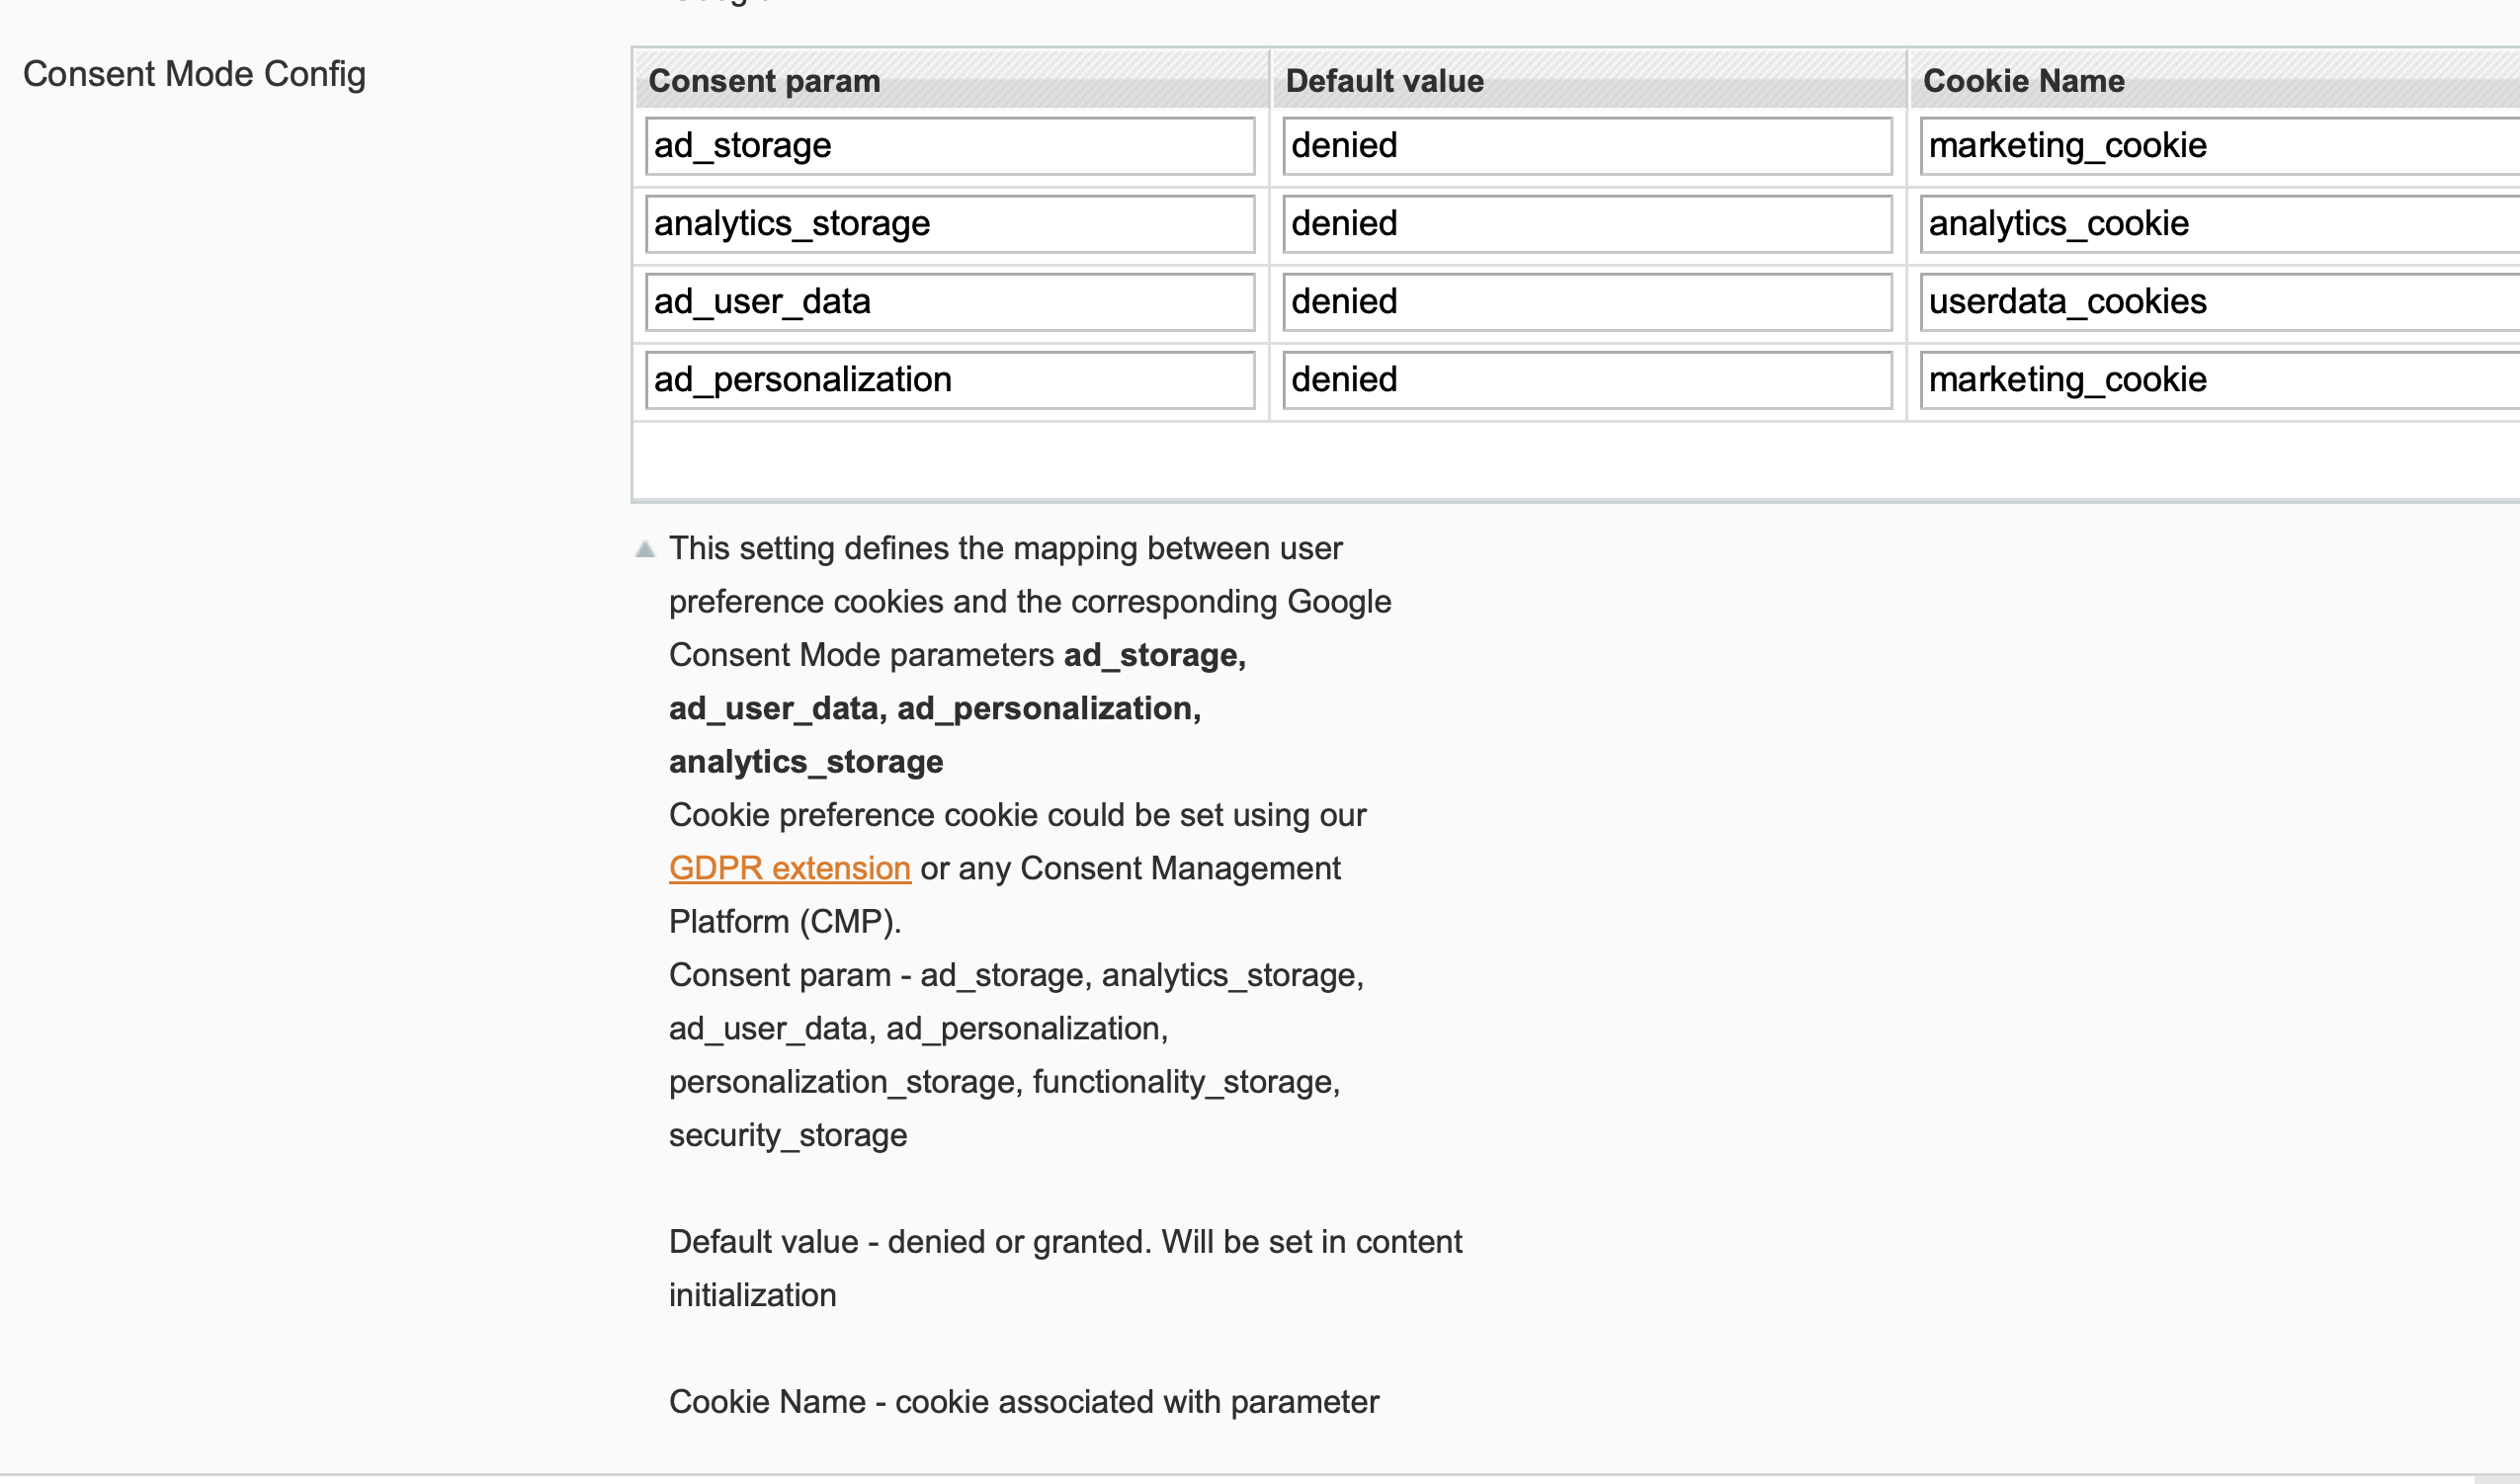 Consent Mode Config
Consent param Default value Cookie Name
ad_storage denied marketing_cookie
analytics_storage denied analytics_cookie
ad_user_data denied userdata_cookies
ad_personalization denied marketing_cookie
This setting defines the mapping between user
preference cookies and the corresponding Google
Consent Mode parameters ad_storage,
ad_user_data, ad_personalization,
analytics_storage
Cookie preference cookie could be set using our
GDPR extension or any Consent Management
Platform (CMP).
Consent param - ad_storage, analytics_storage,
ad_user_data, ad_personalization,
personalization_storage, functionality_storage,
security_storage
Default value - denied or granted. Will be set in content
initialization
Cookie Name - cookie associated with parameter